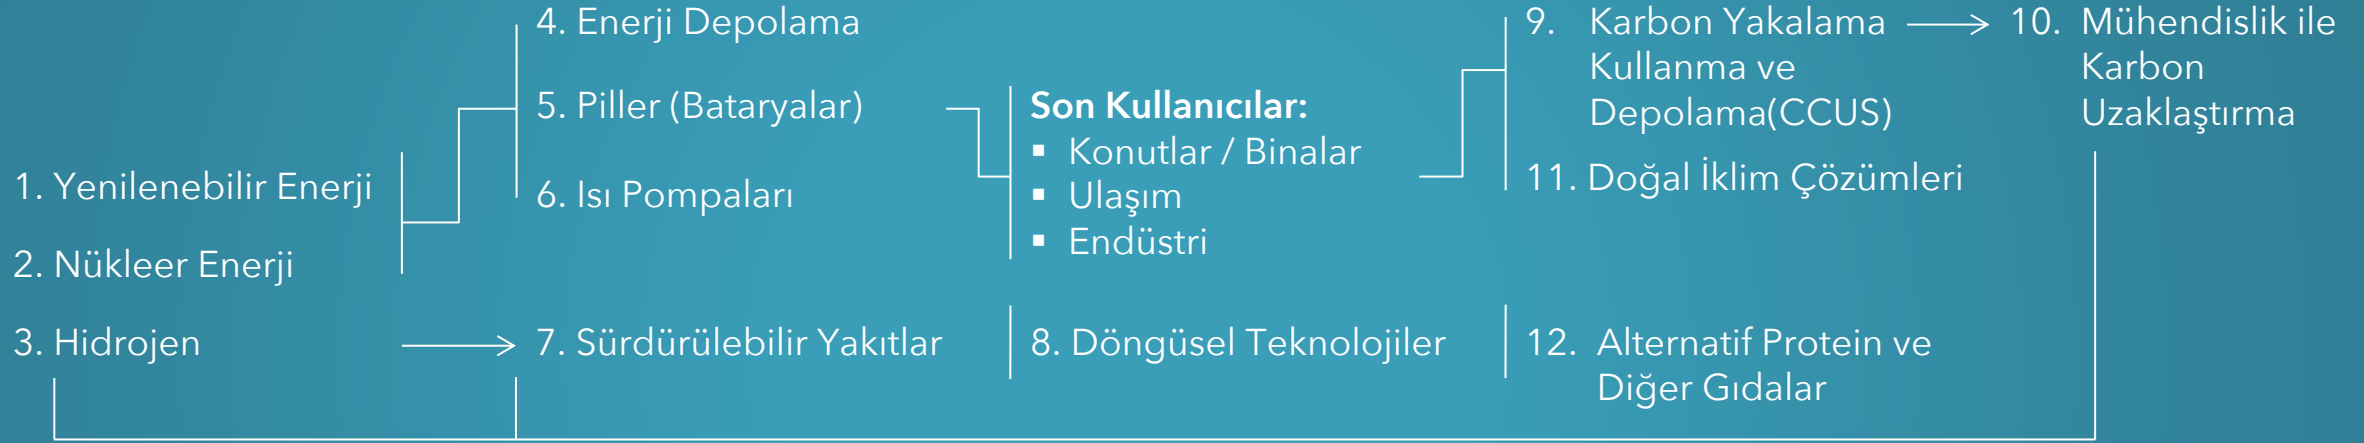 1. Yenilenebilir Enerji
2. Nükleer Enerji
3. Hidrojen
4. Enerji Depolama
5. Piller (Bataryalar)
6. Isı Pompaları
7. Sürdürülebilir Yakıtlar
Son Kullanıcılar:
▪ Konutlar / Binalar
▪ Ulaşım
▪ Endüstri
8. Döngüsel Teknolojiler
9. Karbon Yakalama
Kullanma ve
Depolama(CCUS)
11. Doğal İklim Çözümleri
12. Alternatif Protein ve
Diğer Gıdalar
10. Mühendislik ile
Karbon
Uzaklaştırma